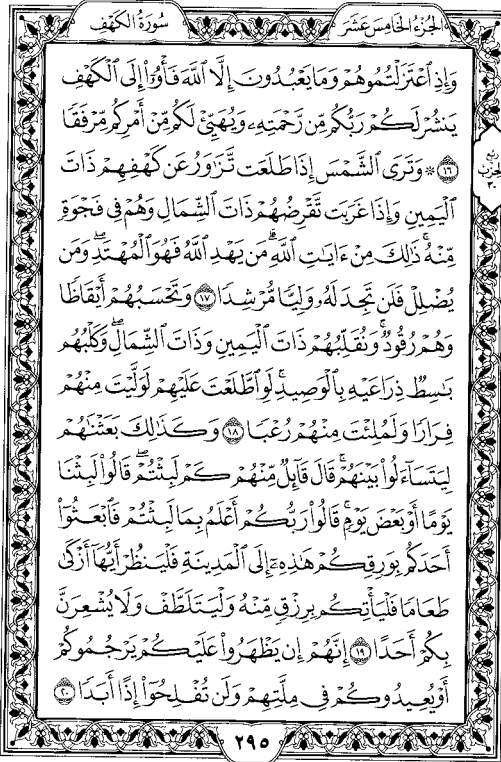 الجزء الخامس عشر
سورة الكهف
وَإِذِ ٱعْتَزَلْتُمُوهُمْ وَمَا يَعْبُدُونَ إِلَّا ٱللَّهَ فَأْوُۥٓا۟ إِلَى ٱلْكَهْفِ
يَنشُرْ لَكُمْ رَبُّكُم مِّن رَّحْمَتِهِۦ وَيُهَيِّئْ لَكُم مِّنْ أَمْرِكُم مِّرْفَقًا
ربع
الحزب
٣٠
١٦ ۞ وَتَرَى ٱلشَّمْسَ إِذَا طَلَعَت تَّزَٰوَرُ عَن كَهْفِهِمْ ذَاتَ
ٱلْيَمِينِ وَإِذَا غَرَبَت تَّقْرِضُهُمْ ذَاتَ ٱلشِّمَالِ وَهُمْ فِى فَجْوَةٍ
مِّنْهُ ۚ ذَٰلِكَ مِنْ ءَايَٰتِ ٱللَّهِ ۗ مَن يَهْدِ ٱللَّهُ فَهُوَ ٱلْمُهْتَدِ ۖ وَمَن
يُضْلِلْ فَلَن تَجِدَ لَهُۥ وَلِيًّا مُّرْشِدًا ١٧ وَتَحْسَبُهُمْ أَيْقَاظًا
وَهُمْ رُقُودٌ ۚ وَنُقَلِّبُهُمْ ذَاتَ ٱلْيَمِينِ وَذَاتَ ٱلشِّمَالِ ۖ وَكَلْبُهُم
بَٰسِطٌ ذِرَاعَيْهِ بِٱلْوَصِيدِ ۚ لَوِ ٱطَّلَعْتَ عَلَيْهِمْ لَوَلَّيْتَ مِنْهُمْ
فِرَارًا وَلَمُلِئْتَ مِنْهُمْ رُعْبًا ١٨ وَكَذَٰلِكَ بَعَثْنَٰهُمْ
لِيَتَسَآءَلُوا۟ بَيْنَهُمْ ۚ قَالَ قَآئِلٌ مِّنْهُمْ كَمْ لَبِثْتُمْ ۖ قَالُوا۟ لَبِثْنَا
يَوْمًا أَوْ بَعْضَ يَوْمٍ ۚ قَالُوا۟ رَبُّكُمْ أَعْلَمُ بِمَا لَبِثْتُمْ فَٱبْعَثُوٓا۟
أَحَدَكُم بِوَرِقِكُمْ هَٰذِهِۦٓ إِلَى ٱلْمَدِينَةِ فَلْيَنظُرْ أَيُّهَآ أَزْكَىٰ
طَعَامًا فَلْيَأْتِكُم بِرِزْقٍ مِّنْهُ وَلْيَتَلَطَّفْ وَلَا يُشْعِرَنَّ
بِكُمْ أَحَدًا ١٩ إِنَّهُمْ إِن يَظْهَرُوا۟ عَلَيْكُمْ يَرْجُمُوكُمْ
أَوْ يُعِيدُوكُمْ فِى مِلَّتِهِمْ وَلَن تُفْلِحُوٓا۟ إِذًا أَبَدًا ٢٠
٢٩٥